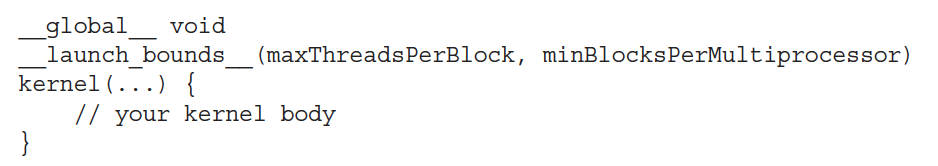 __global__ void
__launch_bounds__(maxThreadsPerBlock, minBlocksPerMultiprocessor)
kernel(...) {
    // your kernel body
}